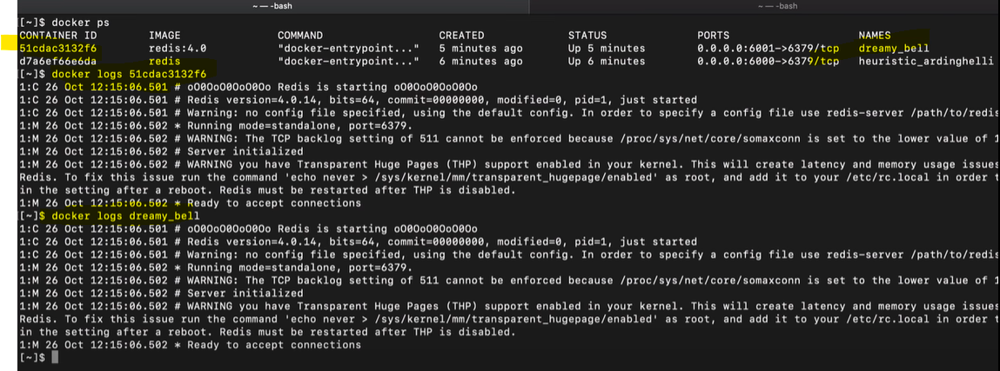 ~ — -bash
~ — -bash
[~]$ docker ps
CONTAINER ID IMAGE COMMAND CREATED STATUS PORTS NAMES
51cdac3132f6 redis:4.0 "docker-entrypoint..." 5 minutes ago Up 5 minutes 0.0.0.0:6001->6379/tcp dreamy_bell
d7a6ef66e6da redis "docker-entrypoint..." 6 minutes ago Up 6 minutes 0.0.0.0:6000->6379/tcp heuristic_ardinghelli
[~]$ docker logs 51cdac3132f6
1:C 26 Oct 12:15:06.501 # oO0OoO0OoO0Oo Redis is starting oO0OoO0OoO0Oo
1:C 26 Oct 12:15:06.501 # Redis version=4.0.14, bits=64, commit=00000000, modified=0, pid=1, just started
1:C 26 Oct 12:15:06.501 # Warning: no config file specified, using the default config. In order to specify a config file use redis-server /path/to/redis
1:M 26 Oct 12:15:06.502 * Running mode=standalone, port=6379.
1:M 26 Oct 12:15:06.502 # WARNING: The TCP backlog setting of 511 cannot be enforced because /proc/sys/net/core/somaxconn is set to the lower value of 1
1:M 26 Oct 12:15:06.502 # Server initialized
1:M 26 Oct 12:15:06.502 # WARNING you have Transparent Huge Pages (THP) support enabled in your kernel. This will create latency and memory usage issues
Redis. To fix this issue run the command 'echo never > /sys/kernel/mm/transparent_hugepage/enabled' as root, and add it to your /etc/rc.local in order t
in the setting after a reboot. Redis must be restarted after THP is disabled.
1:M 26 Oct 12:15:06.502 * Ready to accept connections
[~]$ docker logs dreamy_bell
1:C 26 Oct 12:15:06.501 # oO0OoO0OoO0Oo Redis is starting oO0OoO0OoO0Oo
1:C 26 Oct 12:15:06.501 # Redis version=4.0.14, bits=64, commit=00000000, modified=0, pid=1, just started
1:C 26 Oct 12:15:06.501 # Warning: no config file specified, using the default config. In order to specify a config file use redis-server /path/to/redis
1:M 26 Oct 12:15:06.502 * Running mode=standalone, port=6379.
1:M 26 Oct 12:15:06.502 # WARNING: The TCP backlog setting of 511 cannot be enforced because /proc/sys/net/core/somaxconn is set to the lower value of 1
1:M 26 Oct 12:15:06.502 # Server initialized
1:M 26 Oct 12:15:06.502 # WARNING you have Transparent Huge Pages (THP) support enabled in your kernel. This will create latency and memory usage issues
Redis. To fix this issue run the command 'echo never > /sys/kernel/mm/transparent_hugepage/enabled' as root, and add it to your /etc/rc.local in order t
in the setting after a reboot. Redis must be restarted after THP is disabled.
1:M 26 Oct 12:15:06.502 * Ready to accept connections
[~]$